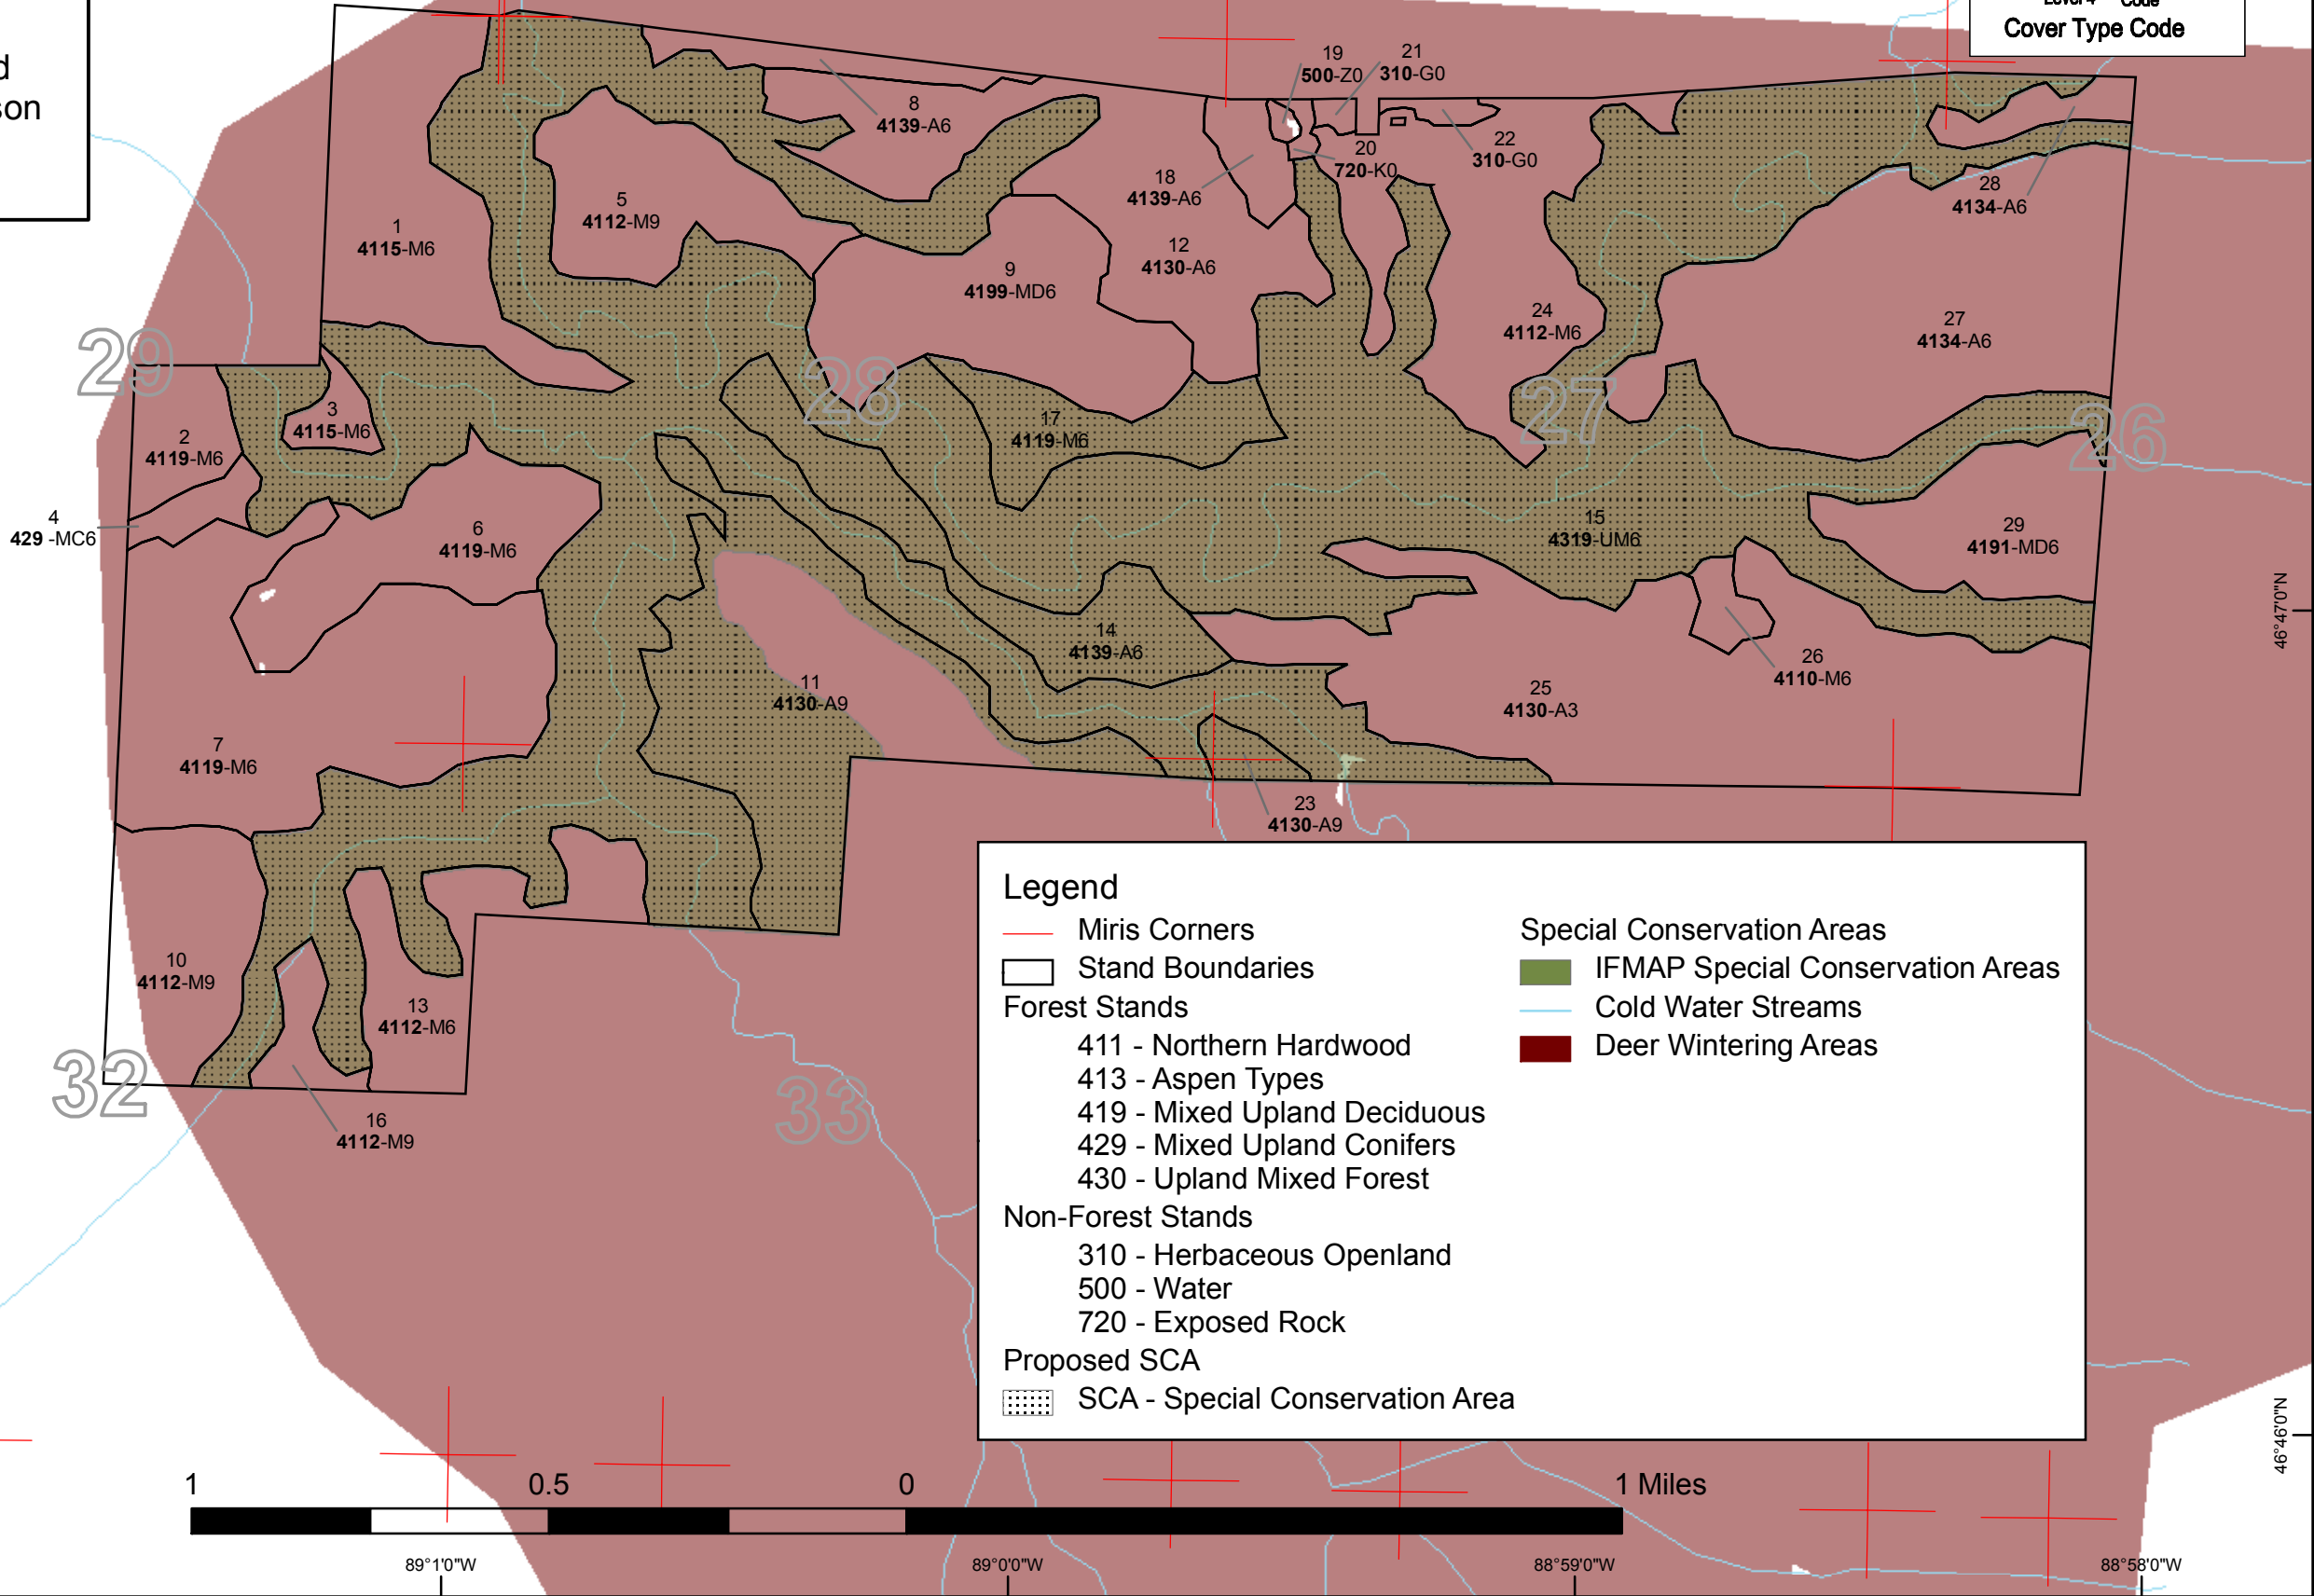 d
son
Level 4 Code
Cover Type Code
19
500-Z0
21
310-G0
8
4139-A6
20
720-K0
22
310-G0
18
4139-A6
28
4134-A6
5
4112-M9
1
4115-M6
12
4130-A6
9
4199-MD6
24
4112-M6
27
4134-A6
29
28
27
26
3
4115-M6
17
4119-M6
2
4119-M6
4
429 -MC6
6
4119-M6
15
4319-UM6
29
4191-MD6
46°47'0"N
14
4139-A6
26
4110-M6
11
4130-A9
25
4130-A3
7
4119-M6
23
4130-A9
10
4112-M9
13
4112-M6
32
33
16
4112-M9
Legend
Miris Corners
Stand Boundaries
Forest Stands
411 - Northern Hardwood
413 - Aspen Types
419 - Mixed Upland Deciduous
429 - Mixed Upland Conifers
430 - Upland Mixed Forest
Non-Forest Stands
310 - Herbaceous Openland
500 - Water
720 - Exposed Rock
Proposed SCA
SCA - Special Conservation Area
Special Conservation Areas
IFMAP Special Conservation Areas
Cold Water Streams
Deer Wintering Areas
46°46'0"N
1 0.5 0 1 Miles
89°1'0"W 89°0'0"W 88°59'0"W 88°58'0"W